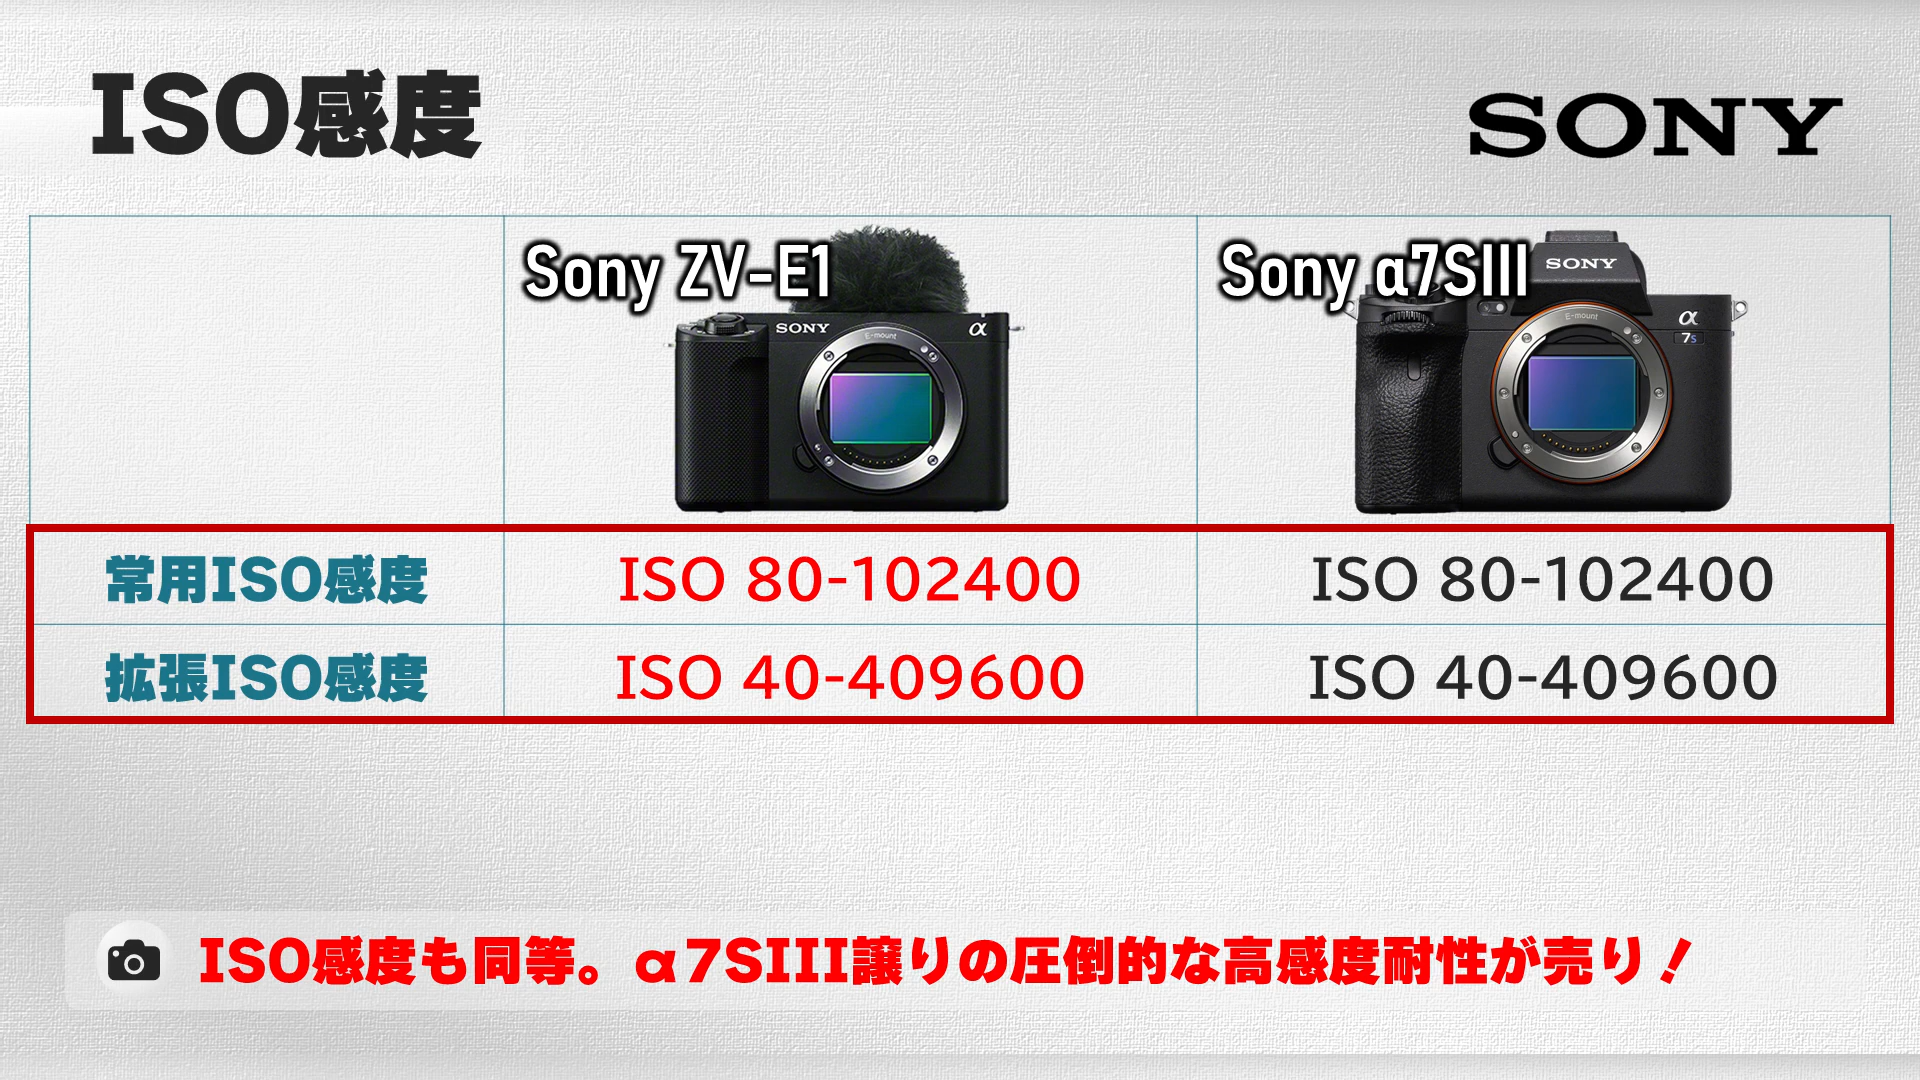 ISO感度
SONY
Sony ZV-E1
Sony α7SIII
SONY
SONY
α
α
E-mount
E-mount
7S
常用ISO感度
ISO 80-102400
ISO 80-102400
拡張ISO感度
ISO 40-409600
ISO 40-409600
ISO感度も同等。α7SIII譲りの圧倒的な高感度耐性が売り！